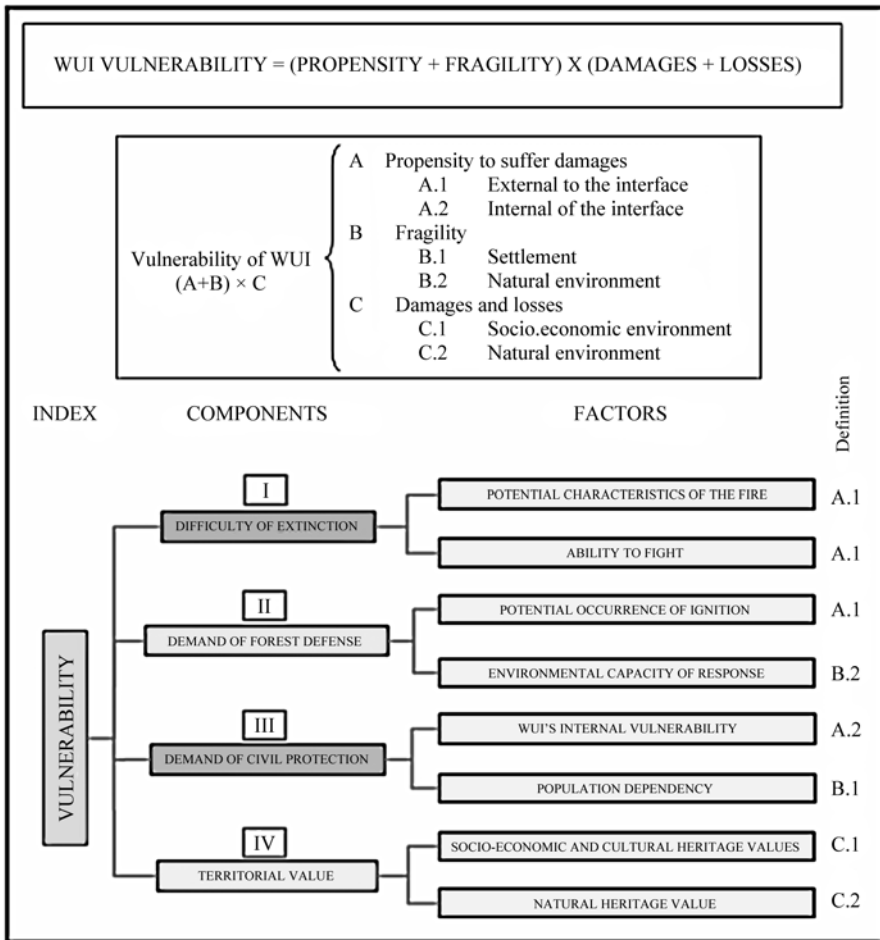 WUI VULNERABILITY = (PROPENSITY + FRAGILITY) X (DAMAGES + LOSSES)
Vulnerability of WUI
(A+B) × C
A Propensity to suffer damages
A.1 External to the interface
A.2 Internal of the interface
B Fragility
B.1 Settlement
B.2 Natural environment
C Damages and losses
C.1 Socio.economic environment
C.2 Natural environment
INDEX COMPONENTS FACTORS Definition
VULNERABILITY
I
DIFFICULTY OF EXTINCTION
POTENTIAL CHARACTERISTICS OF THE FIRE A.1
ABILITY TO FIGHT A.1
II
DEMAND OF FOREST DEFENSE
POTENTIAL OCCURRENCE OF IGNITION A.1
ENVIRONMENTAL CAPACITY OF RESPONSE B.2
III
DEMAND OF CIVIL PROTECTION
WUI'S INTERNAL VULNERABILITY A.2
POPULATION DEPENDENCY B.1
IV
TERRITORIAL VALUE
SOCIO-ECONOMIC AND CULTURAL HERITAGE VALUES C.1
NATURAL HERITAGE VALUE C.2